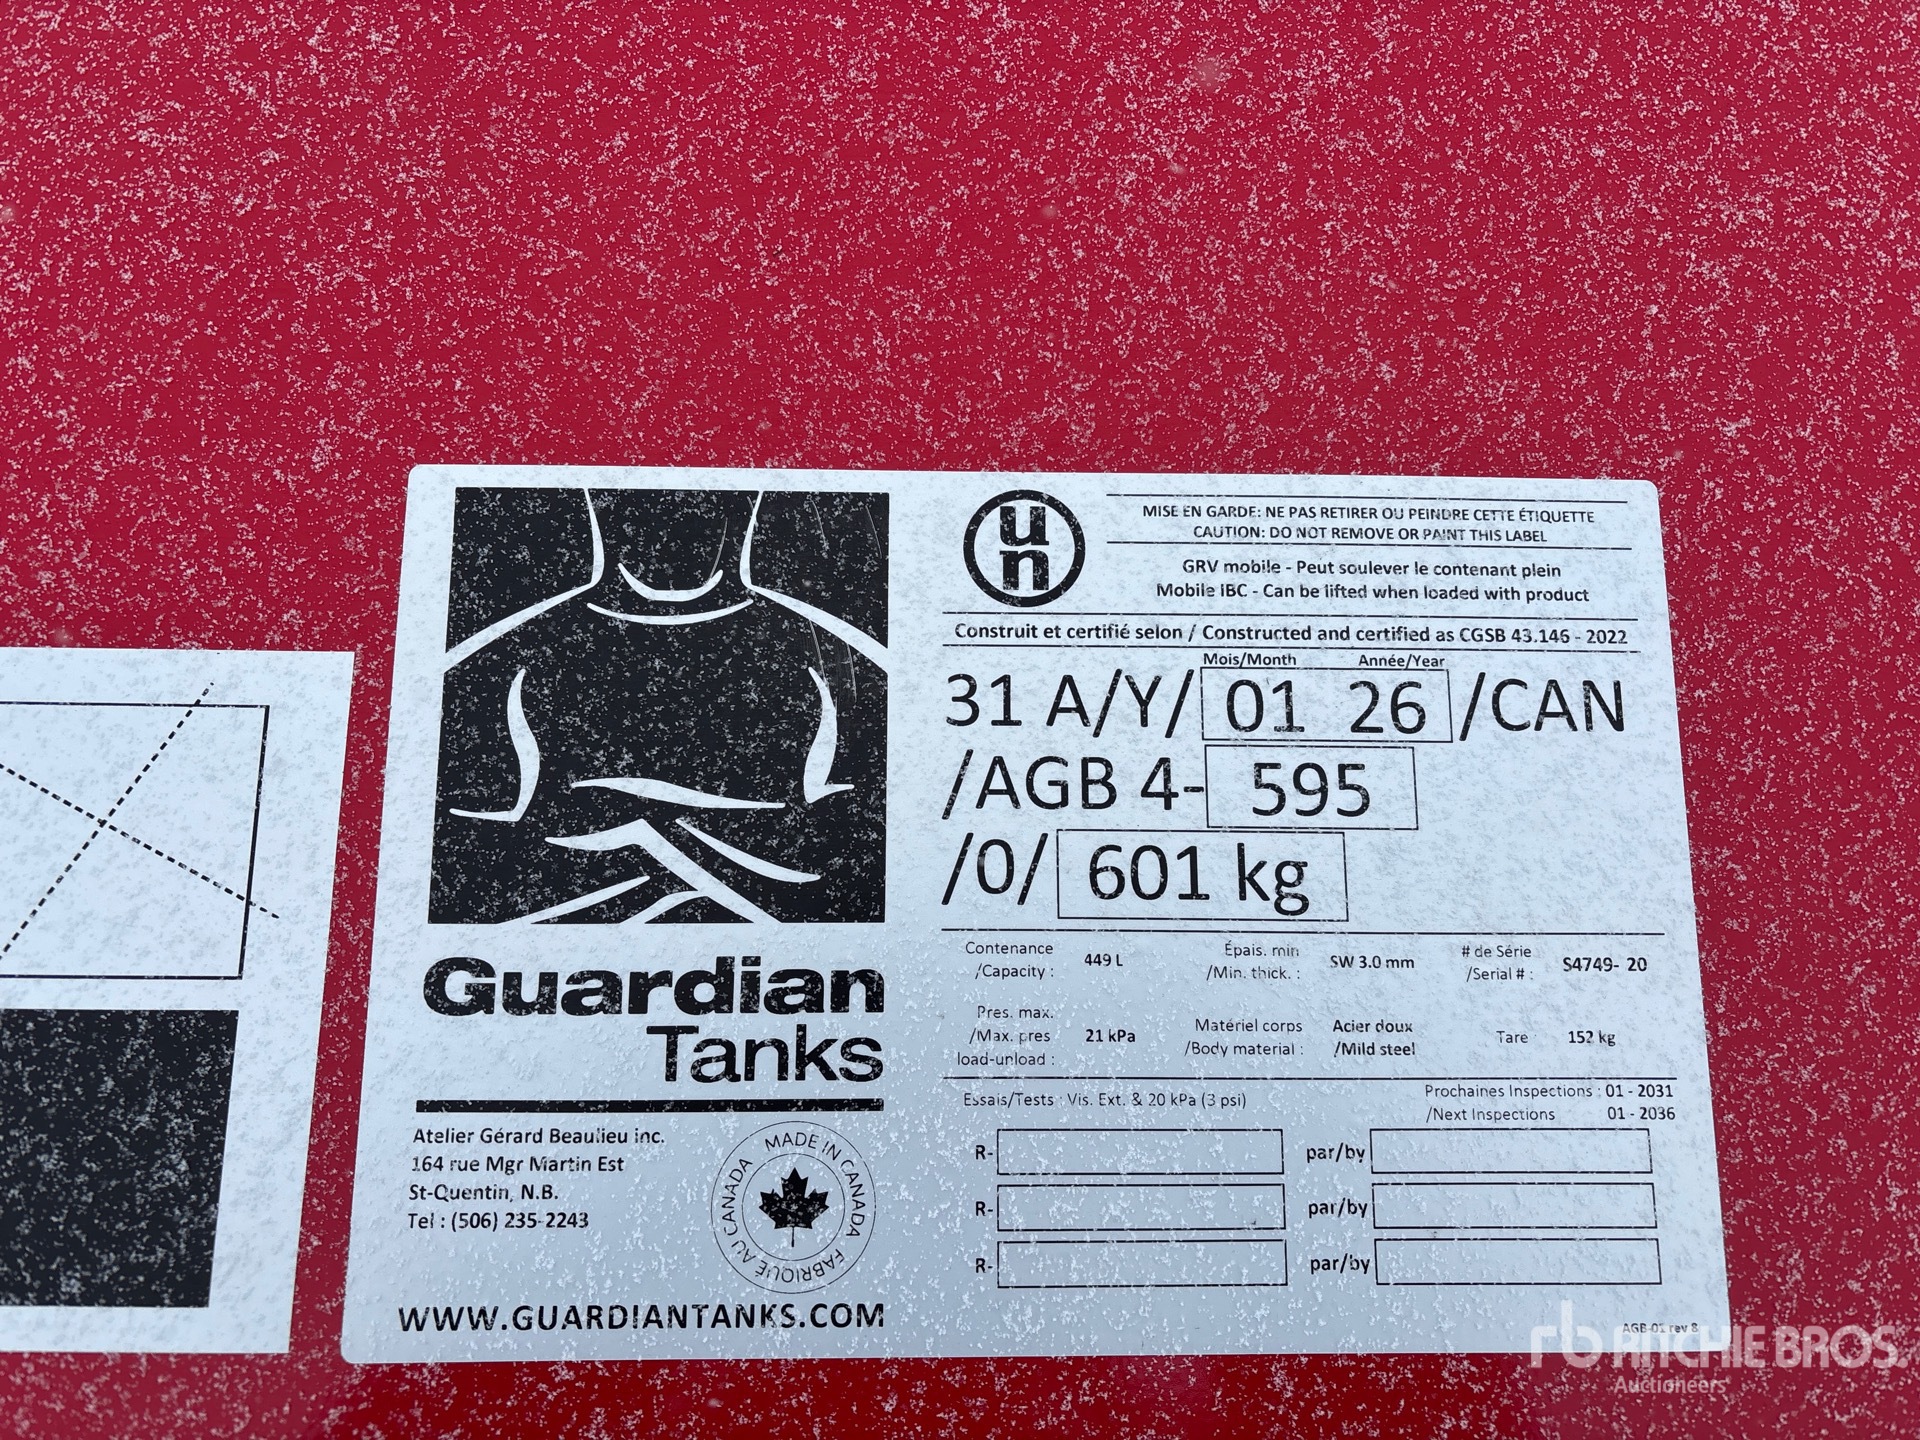 un
MISE EN GARDE: NE PAS RETIRER OU PEINDRE CETTE ÉTIQUETTE
CAUTION: DO NOT REMOVE OR PAINT THIS LABEL
GRV mobile - Peut soulever le contenant plein
Mobile IBC - Can be lifted when loaded with product
Construit et certifié selon / Constructed and certified as CGSB 43.146 - 2022
Mois/Month Année/Year
31 A/Y/ 01 26 /CAN
/AGB 4- 595
/0/ 601 kg
Contenance /Capacity : 449 L
Épais. min /Min. thick. : SW 3.0 mm
# de Série /Serial # : S4749- 20
Pres. max. /Max. pres load-unload : 21 kPa
Matériel corps /Body material : Acier doux /Mild steel
Tare 152 kg
Essais/Tests : Vis. Ext. & 20 kPa (3 psi)
Prochaines Inspections : 01 - 2031
/Next Inspections 01 - 2036
R- par/by
R- par/by
R- par/by
AGB-01 rev 8
Guardian
Tanks
Atelier Gérard Beaulieu inc.
164 rue Mgr Martin Est
St-Quentin, N.B.
Tel : (506) 235-2243
MADE IN CANADA FABRIQUÉ AU CANADA
WWW.GUARDIANTANKS.COM
rb RITCHIE BROS.
Auctioneers